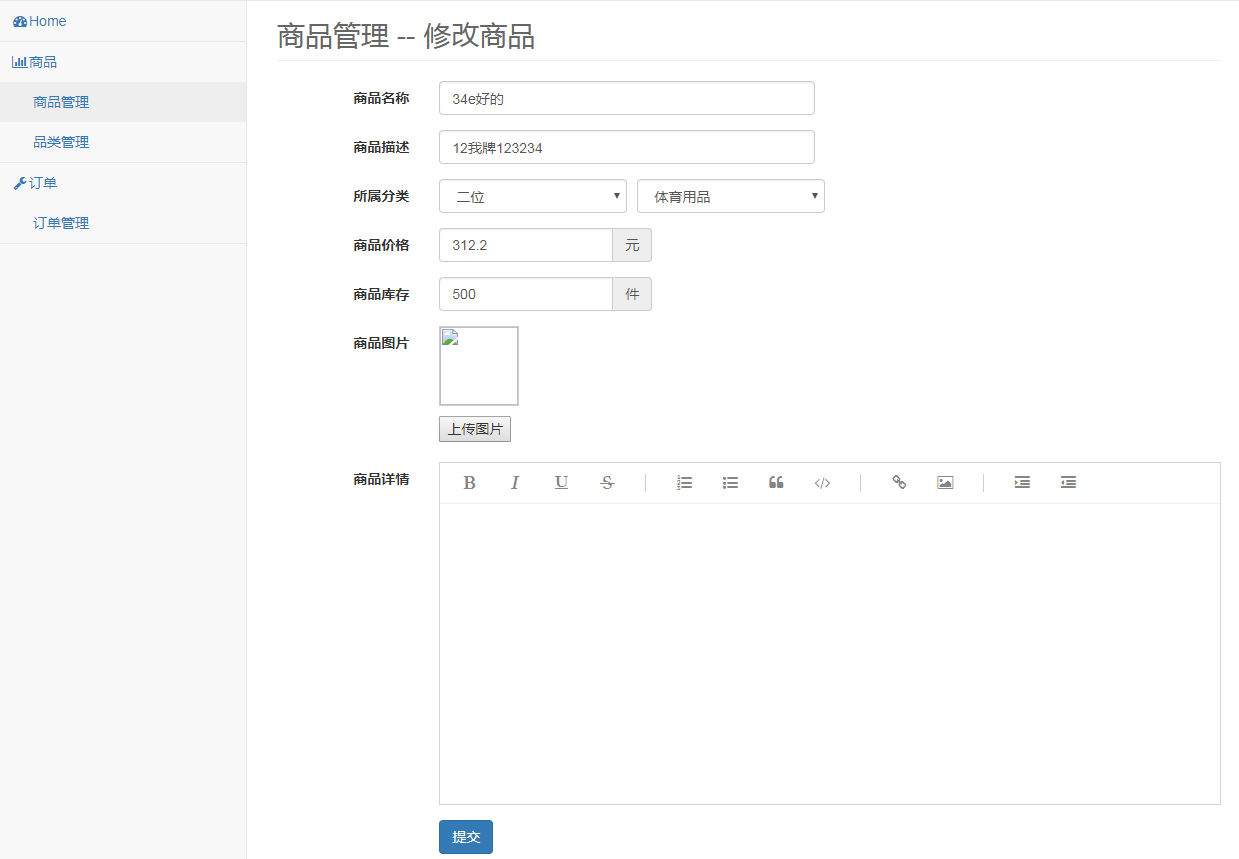 Home
商品
商品管理
品类管理
订单
订单管理
商品管理 -- 修改商品
商品名称 34e好的
商品描述 12我牌123234
所属分类 二位 体育用品
商品价格 312.2 元
商品库存 500 件
商品图片
上传图片
商品详情 B I U S
提交